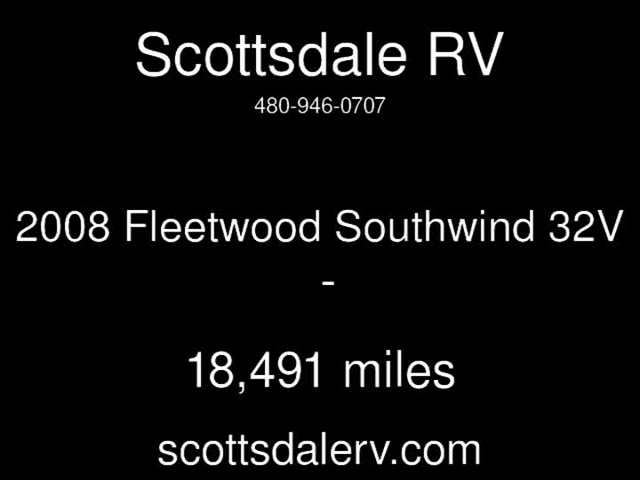 Scottsdale RV
480-946-0707
2008 Fleetwood Southwind 32V
-
18,491 miles
scottsdalerv.com